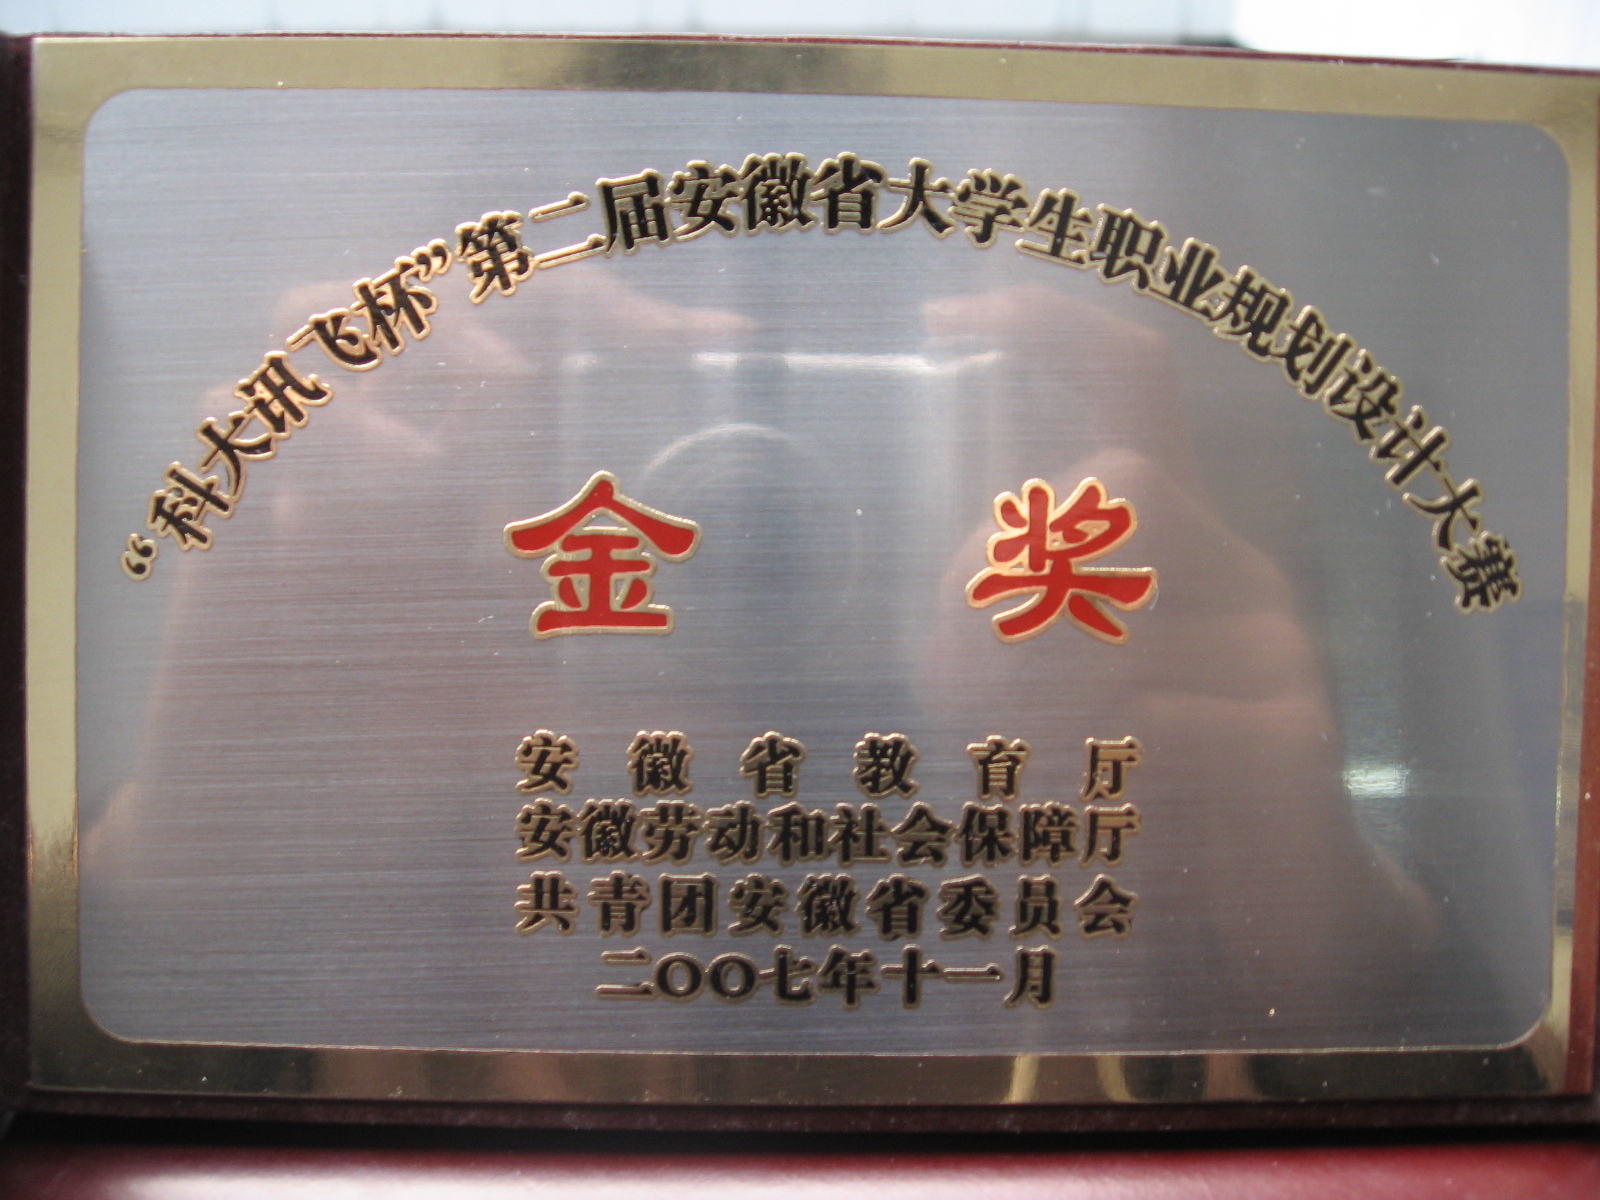 “科大讯飞杯”第二届安徽省大学生职业规划设计大赛
金奖
安徽省教育厅
安徽劳动和社会保障厅
共青团安徽省委员会
二〇〇七年十一月